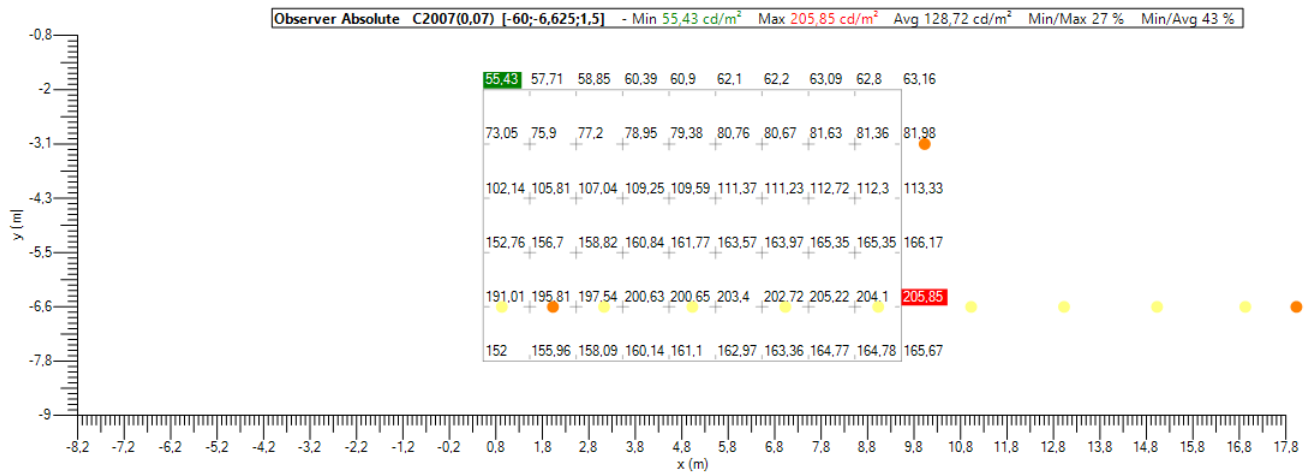 Observer Absolute C2007(0,07) [-60;-6,625;1,5] - Min 55,43 cd/m² Max 205,85 cd/m² Avg 128,72 cd/m² Min/Max 27 % Min/Avg 43 %
-0,8
55,43 57,71 58,85 60,39 60,9 62,1 62,2 63,09 62,8 63,16
-2
73,05 75,9 77,2 78,95 79,38 80,76 80,67 81,63 81,36 81,98
-3,1
102,14 105,81 107,04 109,25 109,59 111,37 111,23 112,72 112,3 113,33
-4,3
y (m)
152,76 156,7 158,82 160,84 161,77 163,57 163,97 165,35 165,35 166,17
-5,5
191,01 195,81 197,54 200,63 200,65 203,4 202,72 205,22 204,1 205,85
-6,6
152 155,96 158,09 160,14 161,1 162,97 163,36 164,77 164,78 165,67
-7,8
-9
-8,2 -7,2 -6,2 -5,2 -4,2 -3,2 -2,2 -1,2 -0,2 0,8 1,8 2,8 3,8 4,8 5,8 6,8 7,8 8,8 9,8 10,8 11,8 12,8 13,8 14,8 15,8 16,8 17,8
x (m)